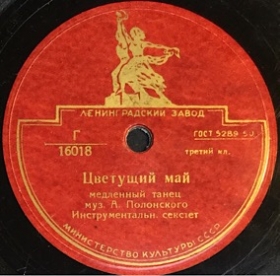 ЛЕНИНГРАДСКИЙ ЗАВОД
Г
16018
ГОСТ 5289-50
третий кл.
Цветущий май
медленный танец
муз. А. Полонского
Инструментальн. секстет
МИНИСТЕРСТВО КУЛЬТУРЫ СССР